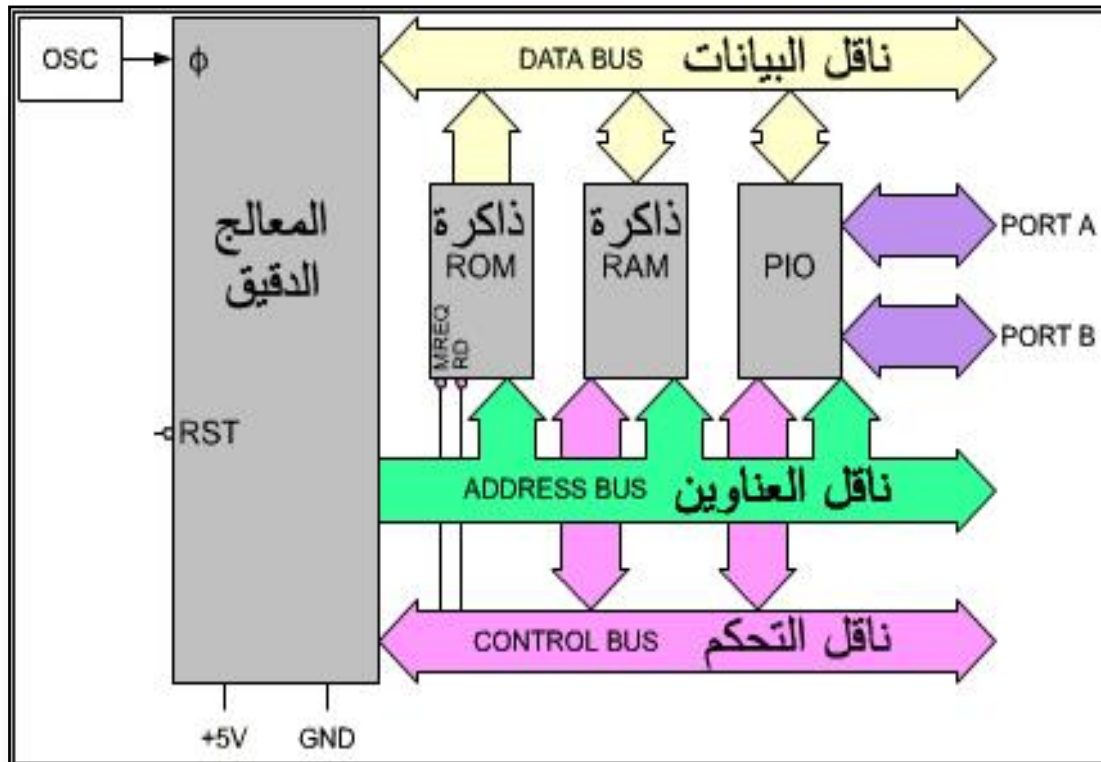 OSC
ϕ
DATA BUS ناقل البيانات
المعالج
الدقيق
ذاكرة
ROM
MREQ
RD
ذاكرة
RAM
PIO
PORT A
PORT B
RST
ADDRESS BUS ناقل العناوين
CONTROL BUS ناقل التحكم
+5V
GND